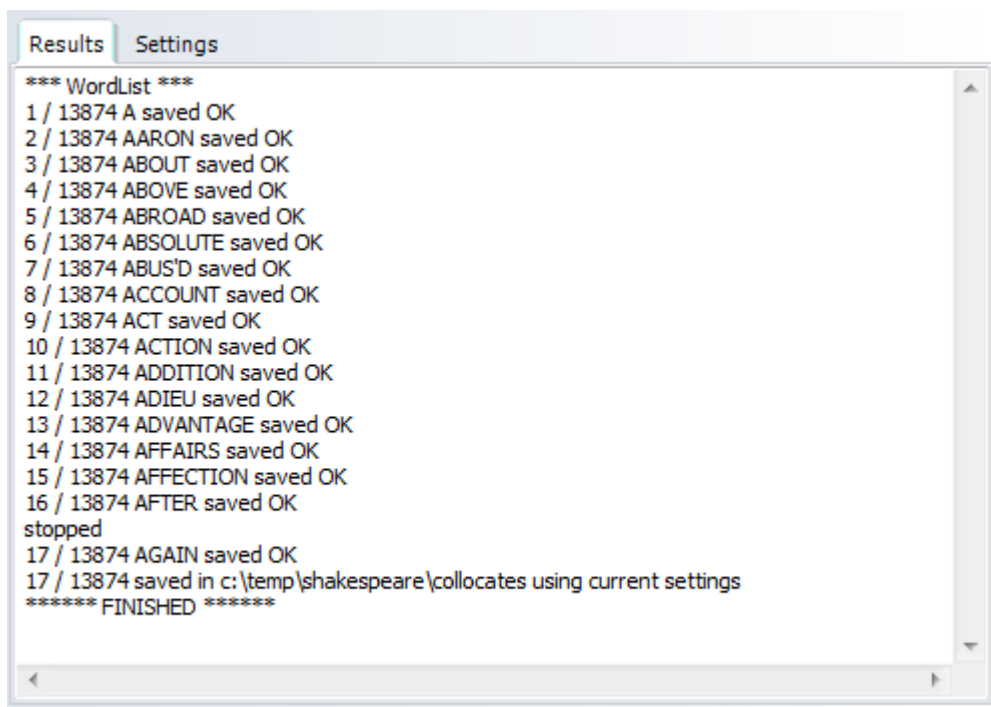 Results Settings
*** WordList ***
1 / 13874 A saved OK
2 / 13874 AARON saved OK
3 / 13874 ABOUT saved OK
4 / 13874 ABOVE saved OK
5 / 13874 ABROAD saved OK
6 / 13874 ABSOLUTE saved OK
7 / 13874 ABUS'D saved OK
8 / 13874 ACCOUNT saved OK
9 / 13874 ACT saved OK
10 / 13874 ACTION saved OK
11 / 13874 ADDITION saved OK
12 / 13874 ADIEU saved OK
13 / 13874 ADVANTAGE saved OK
14 / 13874 AFFAIRS saved OK
15 / 13874 AFFECTION saved OK
16 / 13874 AFTER saved OK
stopped
17 / 13874 AGAIN saved OK
17 / 13874 saved in c:\temp\shakespeare\collocates using current settings
****** FINISHED ******